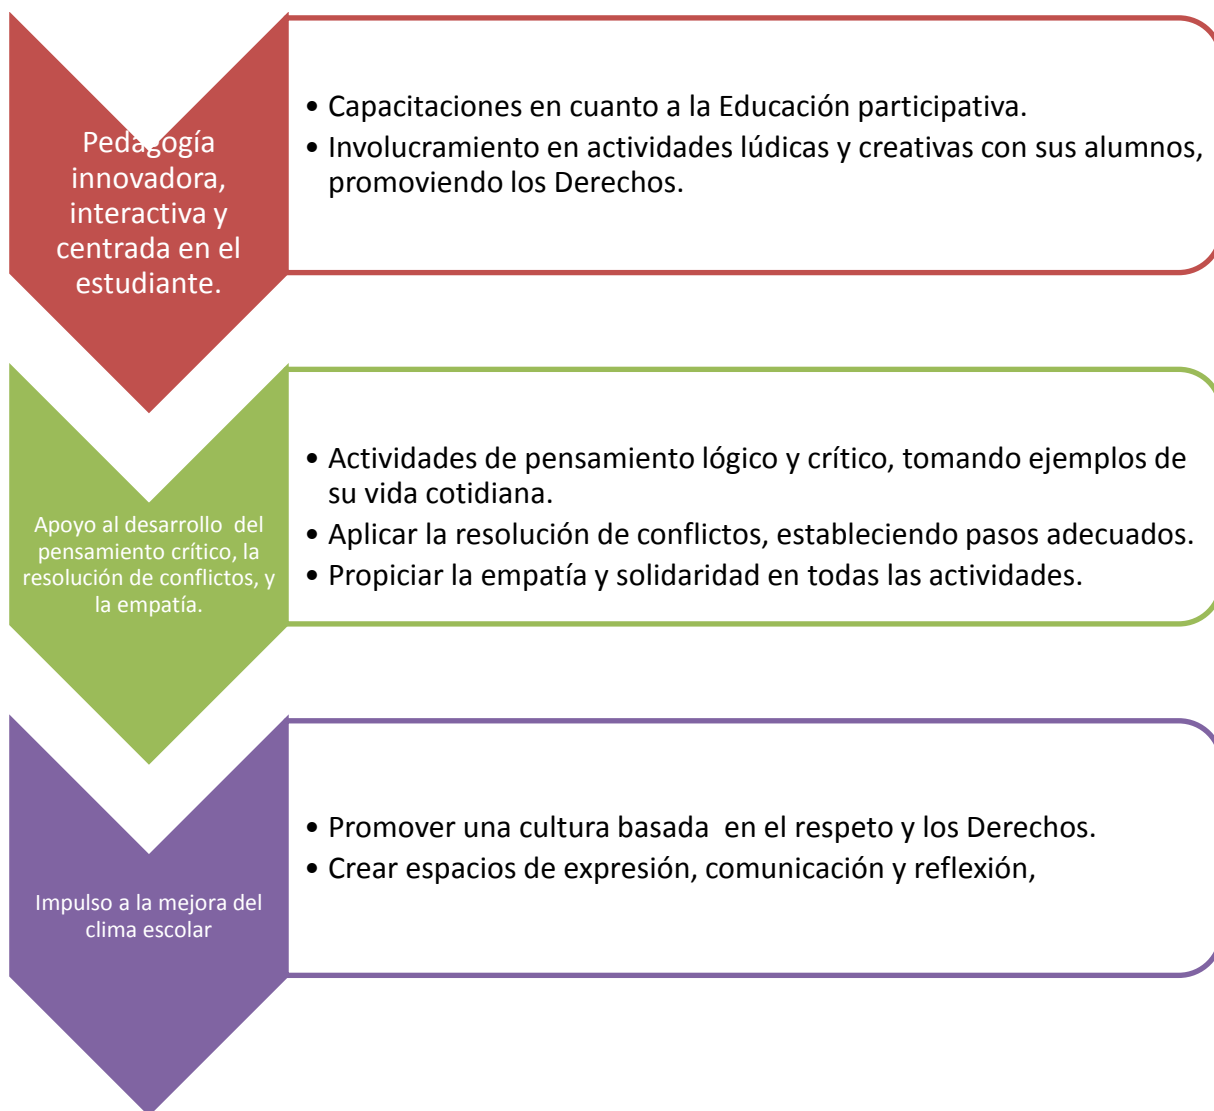 Pedagogía
innovadora,
interactiva y
centrada en el
estudiante.
• Capacitaciones en cuanto a la Educación participativa.
• Involucramiento en actividades lúdicas y creativas con sus alumnos,
promoviendo los Derechos.
Apoyo al desarrollo  del
pensamiento crítico, la
resolución de conflictos, y
la empatía.
• Actividades de pensamiento lógico y crítico, tomando ejemplos de
su vida cotidiana.
• Aplicar la resolución de conflictos, estableciendo pasos adecuados.
• Propiciar la empatía y solidaridad en todas las actividades.
Impulso a la mejora del
clima escolar
• Promover una cultura basada  en el respeto y los Derechos.
• Crear espacios de expresión, comunicación y reflexión,